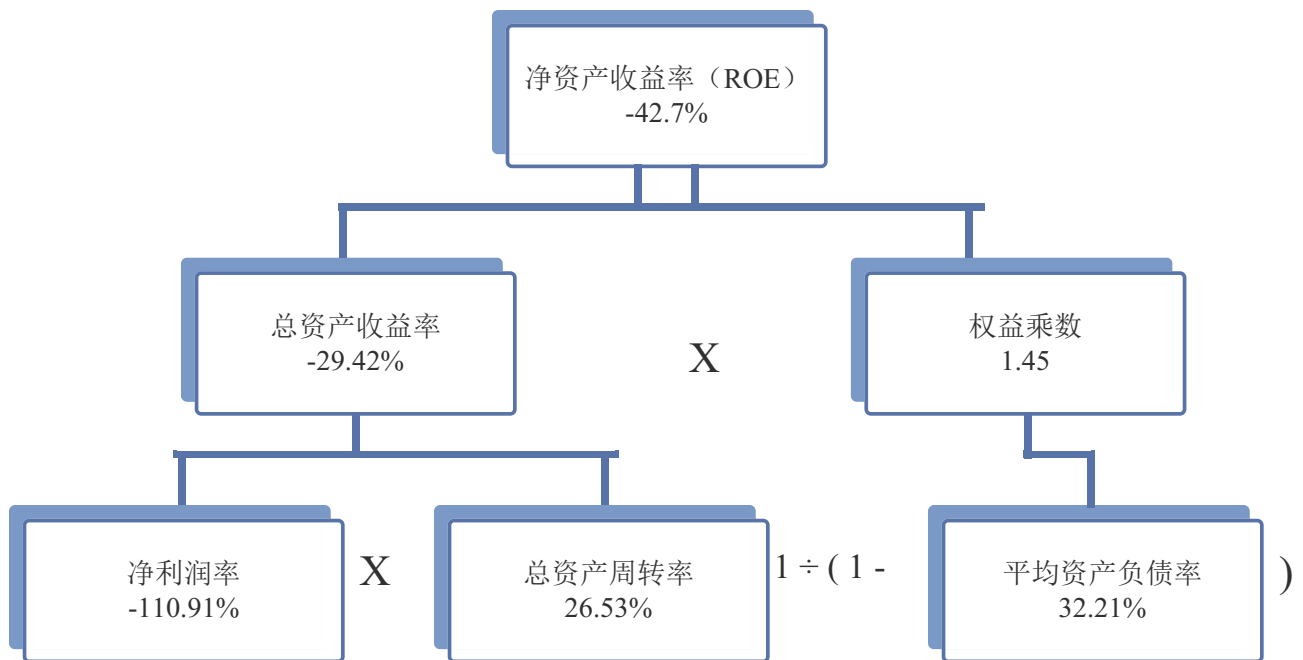 净资产收益率（ROE）
-42.7%
总资产收益率
-29.42%
X
权益乘数
1.45
净利润率
-110.91%
X
总资产周转率
26.53%
1 ÷ ( 1 -
平均资产负债率
32.21%
)